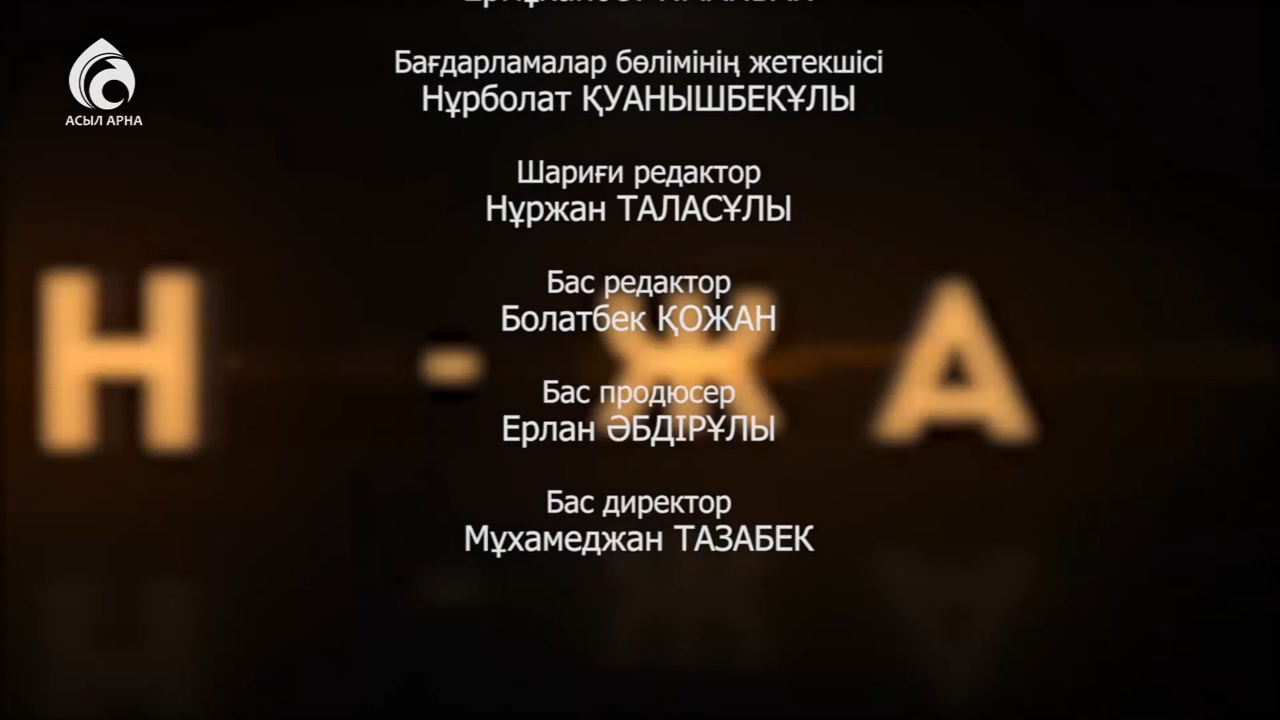 Бағдарламалар бөлімінің жетекшісі
Нұрболат ҚУАНЫШБЕКҰЛЫ
АСЫЛ АРНА
Шариғи редактор
Нұржан ТАЛАСҰЛЫ
Бас редактор
Болатбек ҚОЖАН
Н - ЖА
Бас продюсер
Ерлан ӘБДІРҰЛЫ
Бас директор
Мұхамеджан ТАЗАБЕК